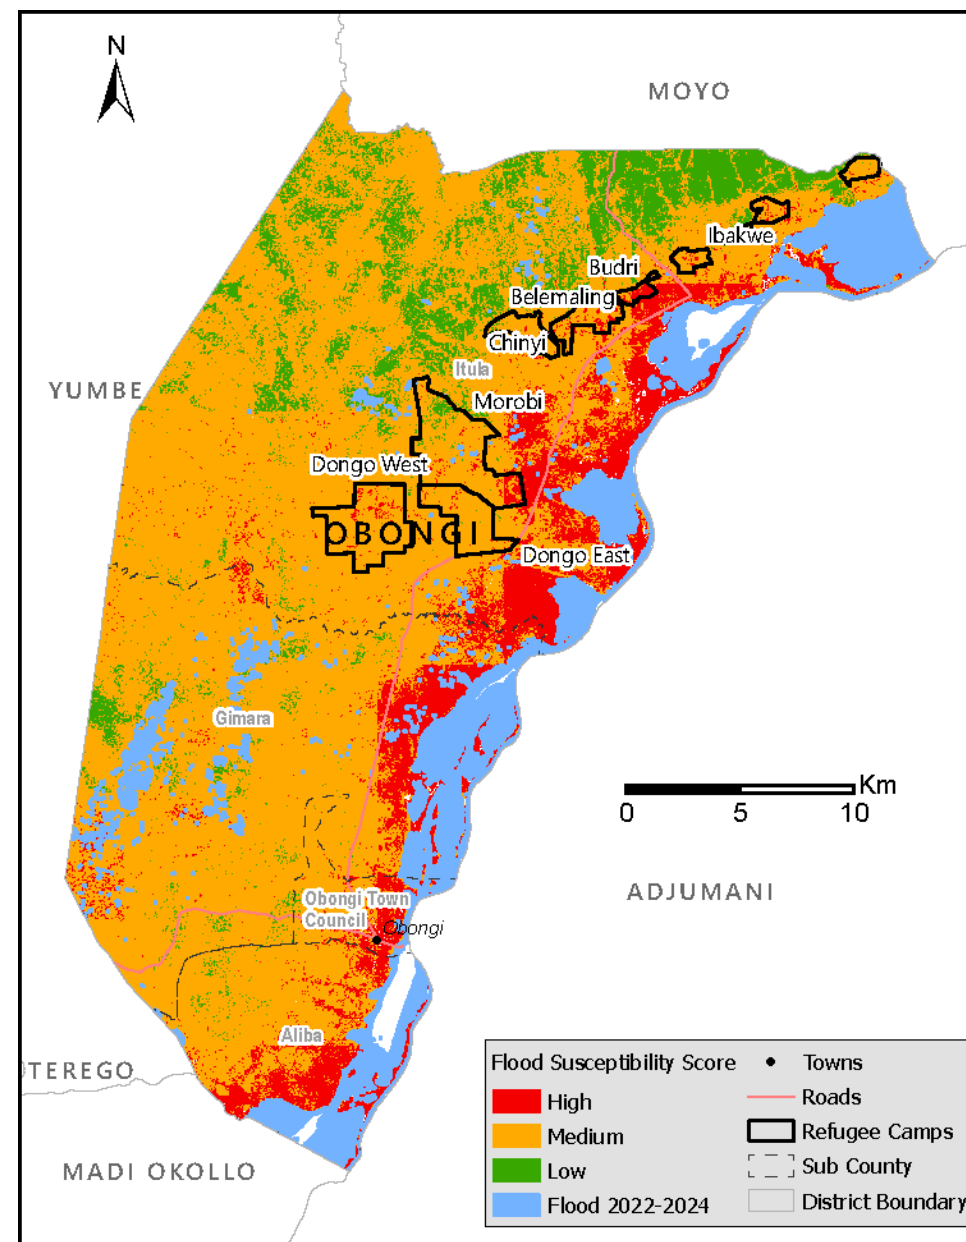 N
MOYO
Ibakwe
Budri
Belemaling
Chinyi
Itula
YUMBE
Morobi
Dongo West
OBONGI
Dongo East
Gimara
Km
0 5 10
ADJUMANI
Obongi Town
Council
Obongi
Aliba
TEREGO
MADI OKOLLO
Flood Susceptibility Score
High
Medium
Low
Flood 2022-2024
Towns
Roads
Refugee Camps
Sub County
District Boundary